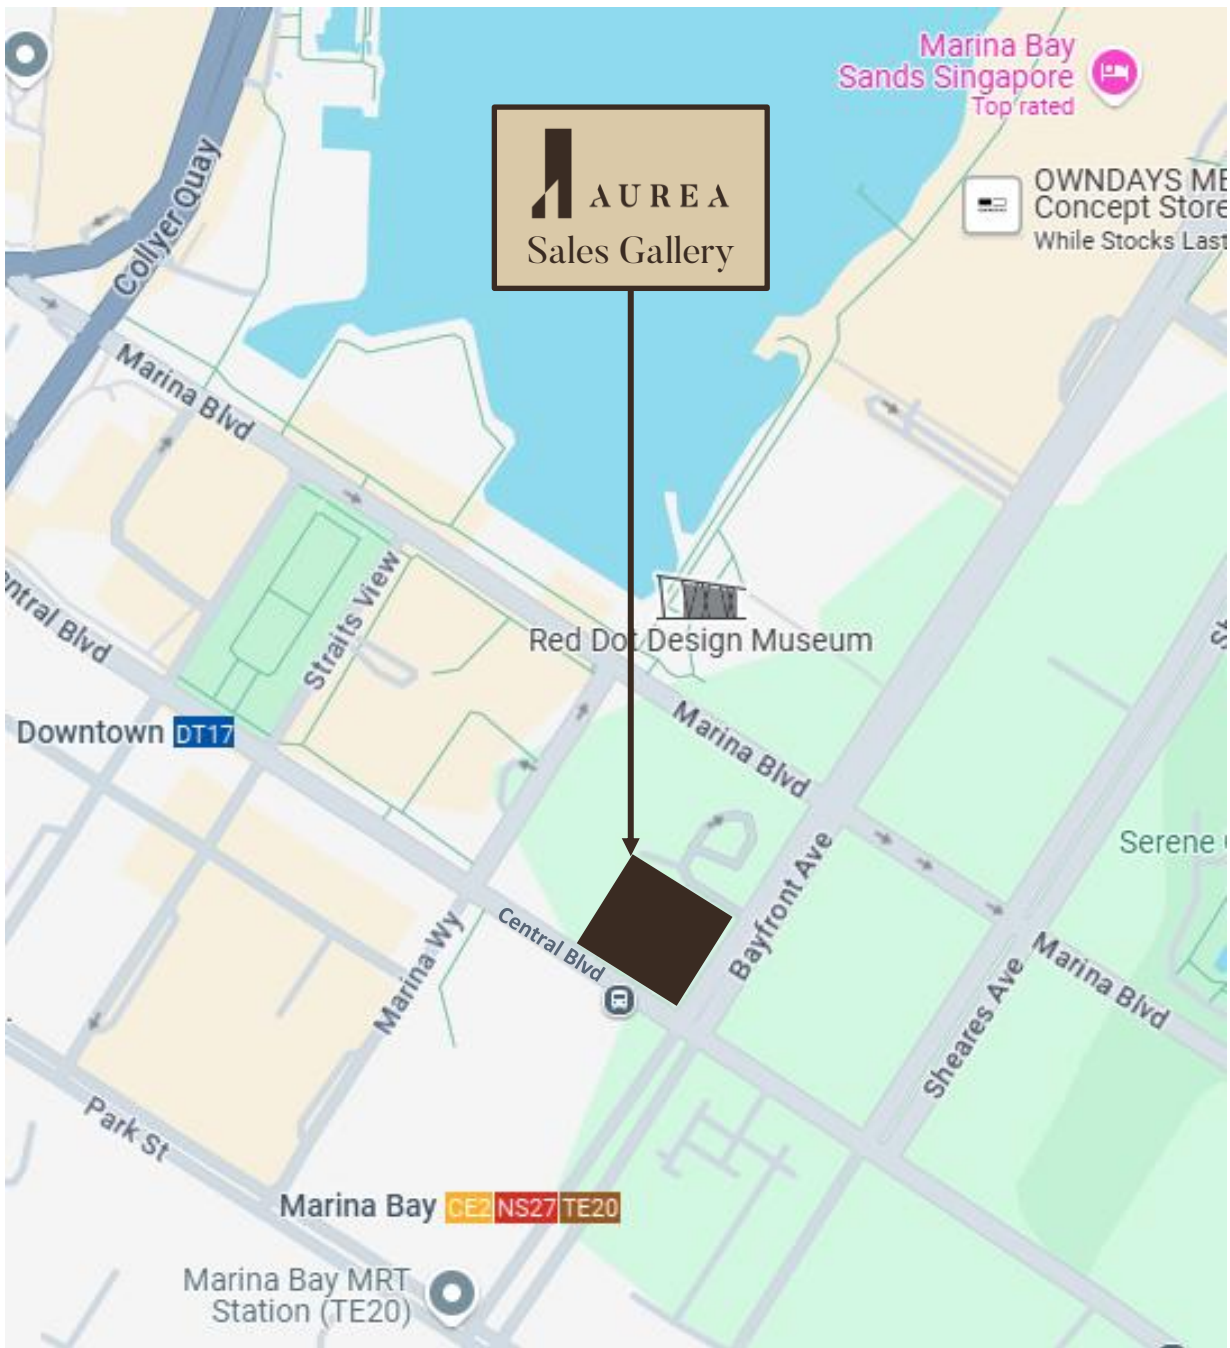 Marina Bay
Sands Singapore
Top rated
AUREA
Sales Gallery
OWNDAYS
Concept Store
While Stocks Last
Collyer Quay
Marina Blvd
Straits View
Central Blvd
Red Dot Design Museum
Downtown DT17
Marina Blvd
Serene
Bayfront Ave
Central Blvd
Marina Wy
Marina Blvd
Sheares Ave
Park St
Marina Bay CE2 NS27 TE20
Marina Bay MRT
Station (TE20)